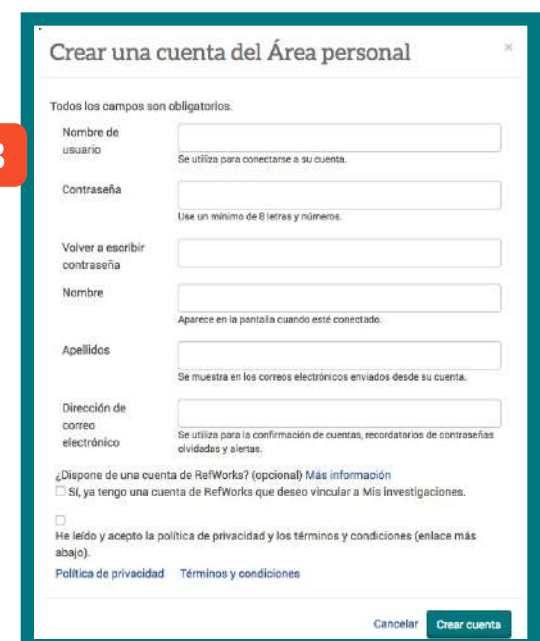 Crear una cuenta del Área personal
×
Todos los campos son obligatorios.
Nombre de
usuario
Se utiliza para conectarse a su cuenta.
Contraseña
Use un mínimo de 8 letras y números.
Volver a escribir
contraseña
Nombre
Aparece en la pantalla cuando esté conectado.
Apellidos
Se muestra en los correos electrónicos enviados desde su cuenta.
Dirección de
correo
electrónico
Se utiliza para la confirmación de cuentas, recordatorios de contraseñas
olvidadas y alertas.
¿Dispone de una cuenta de RefWorks? (opcional) Más información
Sí, ya tengo una cuenta de RefWorks que deseo vincular a Mis investigaciones.
He leído y acepto la política de privacidad y los términos y condiciones (enlace más
abajo).
Política de privacidad Términos y condiciones
Cancelar Crear cuenta